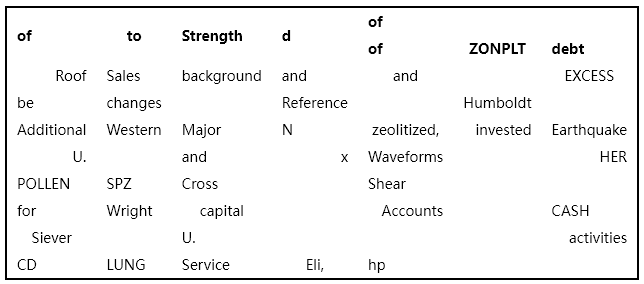 of to Strength d of of ZONPLT debt
Roof Sales background and and EXCESS
be changes Reference Humboldt
Additional Western Major N zeolitized, invested Earthquake
U. and x Waveforms HER
POLLEN SPZ Cross Shear
for Wright capital Accounts CASH
Siever U. activities
CD LUNG Service Eli, hp